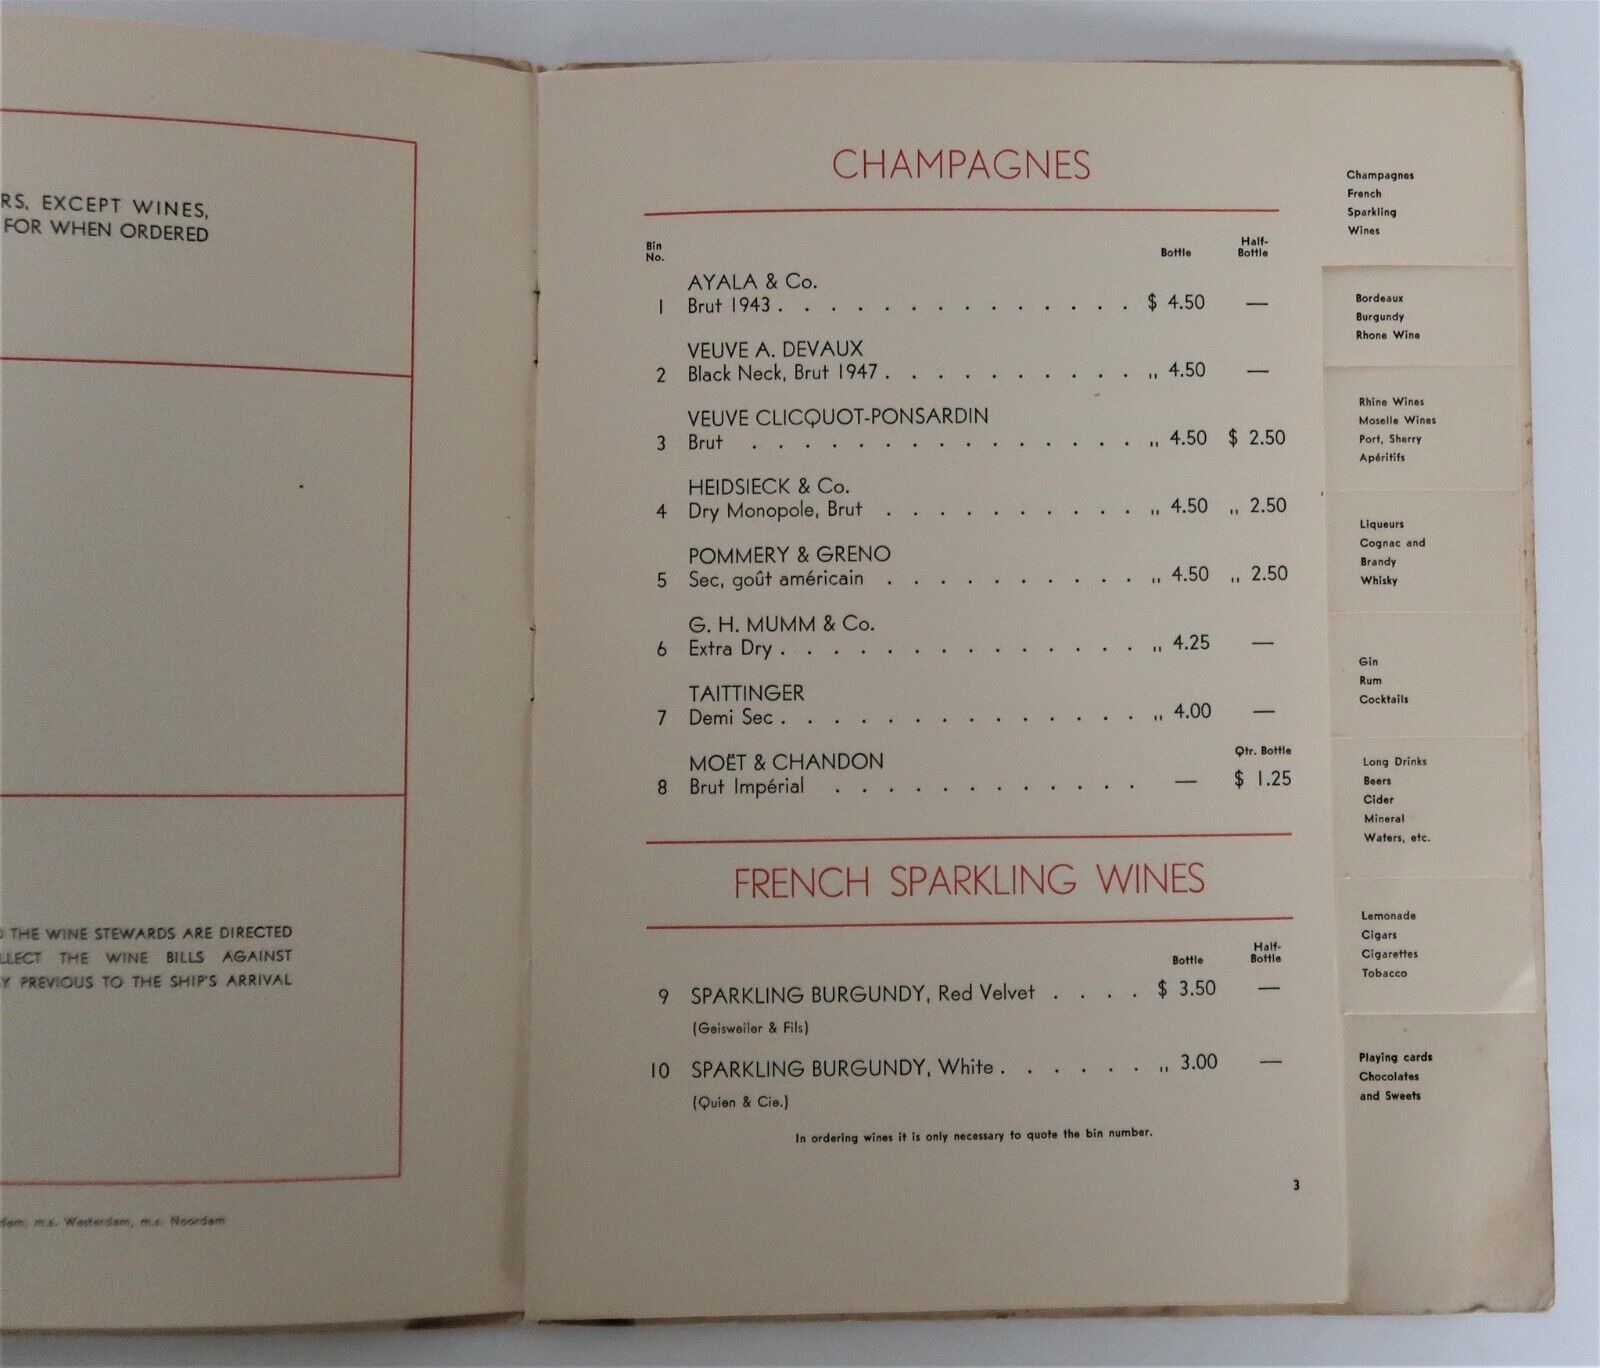 RS, EXCEPT WINES,
FOR WHEN ORDERED
THE WINE STEWARDS ARE DIRECTED
THE WINE BILLS AGAINST
PREVIOUS TO THE SHIP'S ARRIVAL
dam, m.s. Westerdam, m.s. Noordam
CHAMPAGNES
Bin No. Bottle Half-Bottle
AYALA & Co.
1 Brut 1943 . . . . . . . . . . . . . . $ 4.50 —
VEUVE A. DEVAUX
2 Black Neck, Brut 1947 . . . . . . . . . . ,, 4.50 —
VEUVE CLICQUOT-PONSARDIN
3 Brut . . . . . . . . . . . . . . . ,, 4.50 $ 2.50
HEIDSIECK & Co.
4 Dry Monopole, Brut . . . . . . . . . . ,, 4.50 ,, 2.50
POMMERY & GRENO
5 Sec, goût américain . . . . . . . . . . ,, 4.50 ,, 2.50
G. H. MUMM & Co.
6 Extra Dry . . . . . . . . . . . . . . ,, 4.25 —
TAITTINGER
7 Demi Sec . . . . . . . . . . . . . . ,, 4.00 —
MOËT & CHANDON Qtr. Bottle
8 Brut Impérial . . . . . . . . . . . . — $ 1.25
FRENCH SPARKLING WINES
Bottle Half-Bottle
9 SPARKLING BURGUNDY, Red Velvet . . . . $ 3.50 —
(Geisweiler & Fils)
10 SPARKLING BURGUNDY, White . . . . . . ,, 3.00 —
(Quien & Cie.)
In ordering wines it is only necessary to quote the bin number.
3
Champagnes
French
Sparkling
Wines
Bordeaux
Burgundy
Rhone Wine
Rhine Wines
Moselle Wines
Port, Sherry
Apéritifs
Liqueurs
Cognac and
Brandy
Whisky
Gin
Rum
Cocktails
Long Drinks
Beers
Cider
Mineral
Waters, etc.
Lemonade
Cigars
Cigarettes
Tobacco
Playing cards
Chocolates
and Sweets